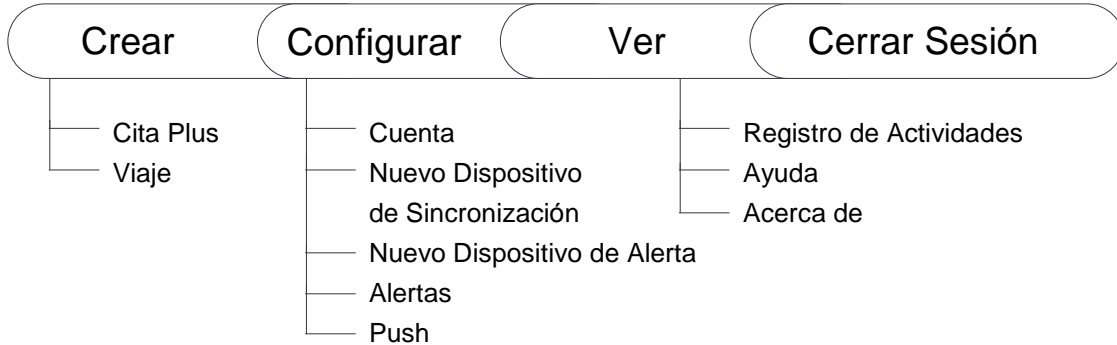 Crear
Configurar
Ver
Cerrar Sesión
Cita Plus
Viaje
Cuenta
Nuevo Dispositivo
de Sincronización
Nuevo Dispositivo de Alerta
Alertas
Push
Registro de Actividades
Ayuda
Acerca de